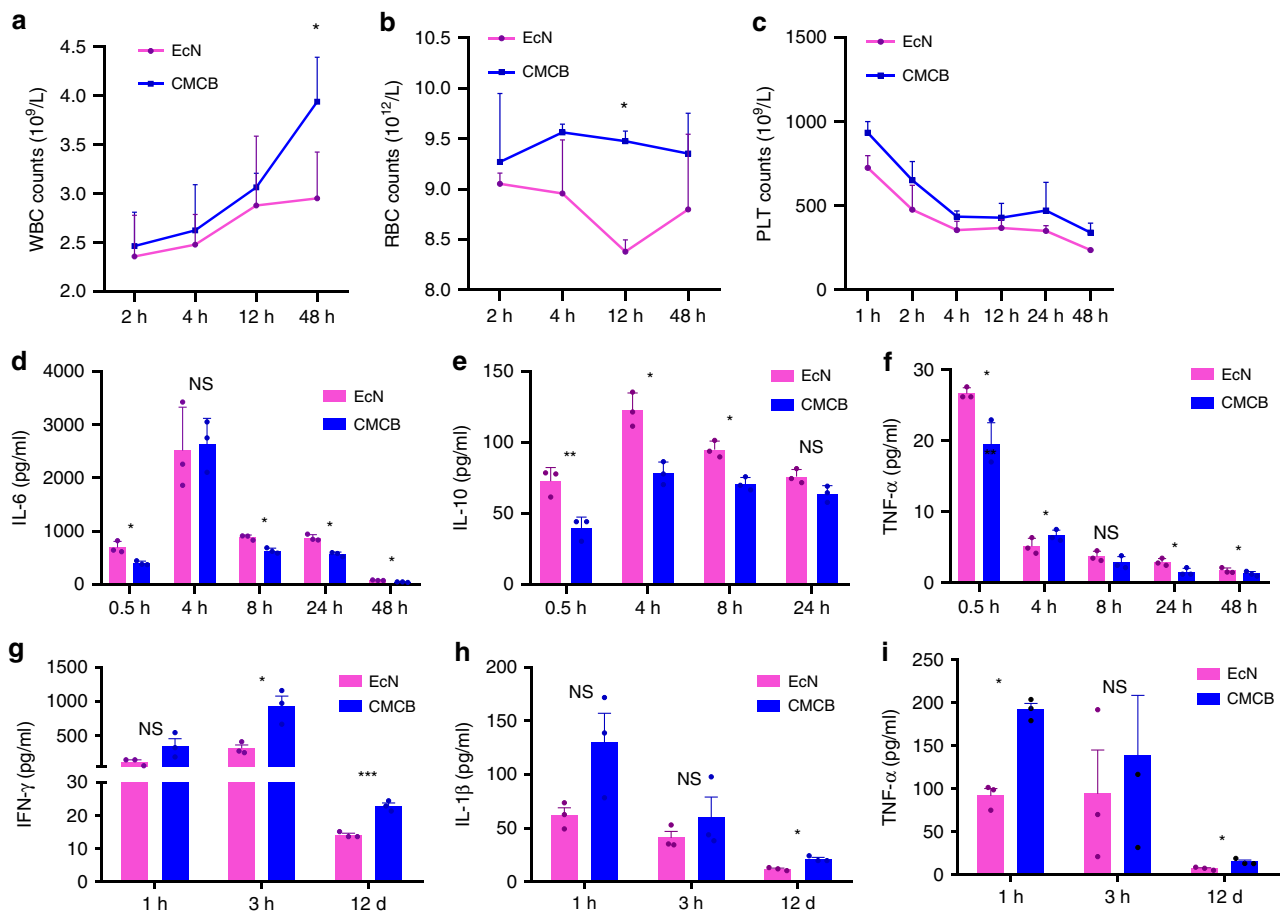 a
WBC counts (10⁹/L)
4.5
4.0
3.5
3.0
2.5
2.0
2 h 4 h 12 h 48 h
EcN
CMCB
*
b
RBC counts (10¹²/L)
10.5
10.0
9.5
9.0
8.5
8.0
2 h 4 h 12 h 48 h
EcN
CMCB
*
c
PLT counts (10⁹/L)
1500
1000
500
0
1 h 2 h 4 h 12 h 24 h 48 h
EcN
CMCB
d
IL-6 (pg/ml)
4000
3000
2000
1000
0
0.5 h 4 h 8 h 24 h 48 h
EcN
CMCB
* NS * * *
e
IL-10 (pg/ml)
150
100
50
0
0.5 h 4 h 8 h 24 h
EcN
CMCB
** * * NS
f
TNF-α (pg/ml)
30
20
10
0
0.5 h 4 h 8 h 24 h 48 h
EcN
CMCB
* * NS * *
g
IFN-γ (pg/ml)
1500
1000
500
30
20
10
0
1 h 3 h 12 d
EcN
CMCB
NS * ***
h
IL-1β (pg/ml)
200
150
100
50
0
1 h 3 h 12 d
EcN
CMCB
NS NS *
i
TNF-α (pg/ml)
250
200
150
100
50
0
1 h 3 h 12 d
EcN
CMCB
* NS *